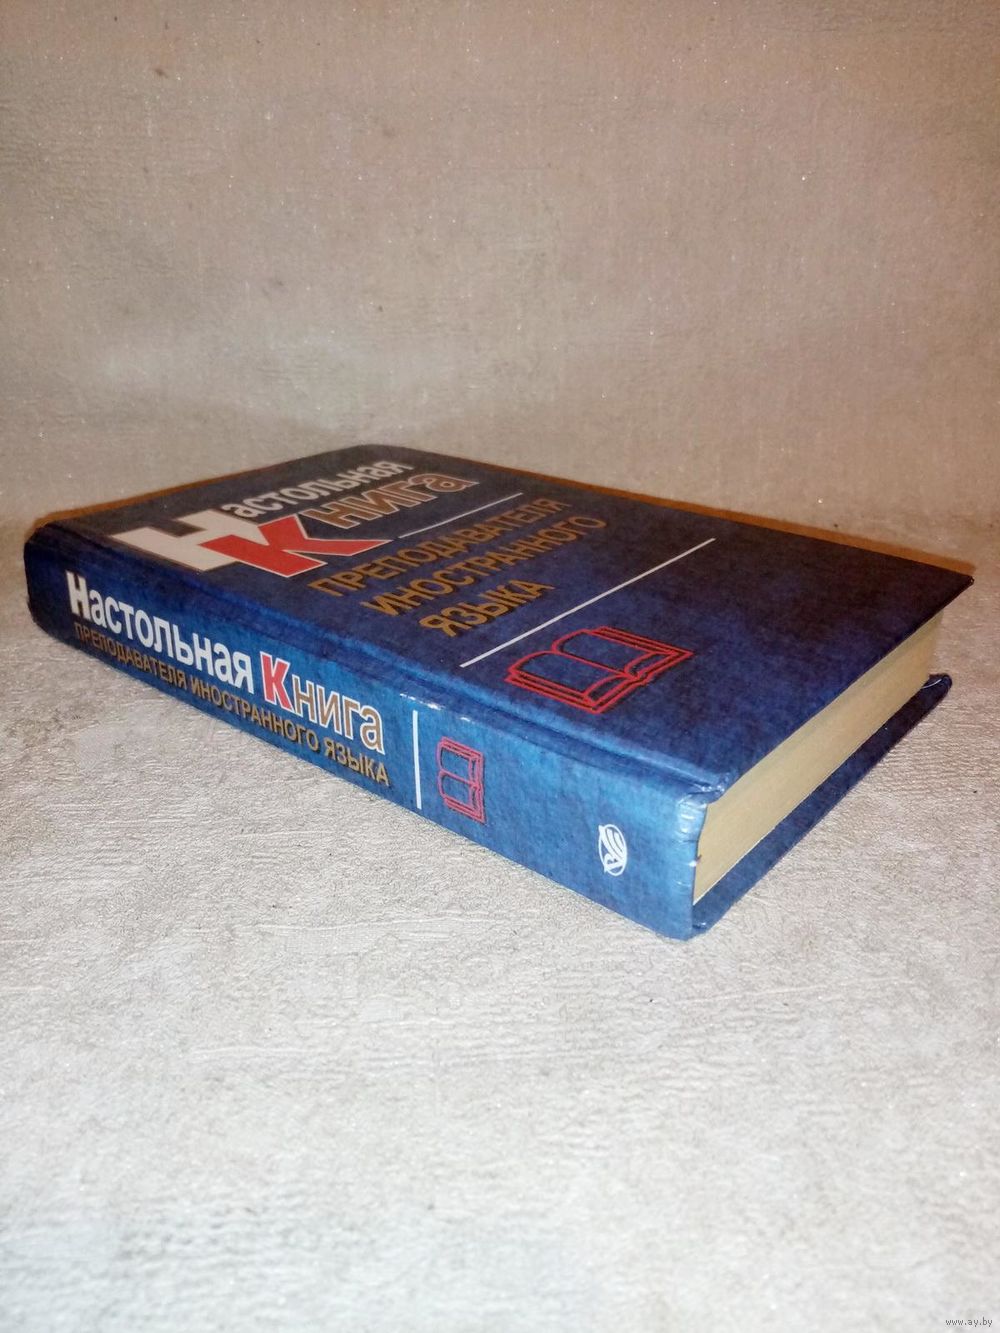 Настольная
Книга
ПРЕПОДАВАТЕЛЯ
ИНОСТРАННОГО
ЯЗЫКА
Настольная Книга
ПРЕПОДАВАТЕЛЯ ИНОСТРАННОГО ЯЗЫКА
www.ay.by